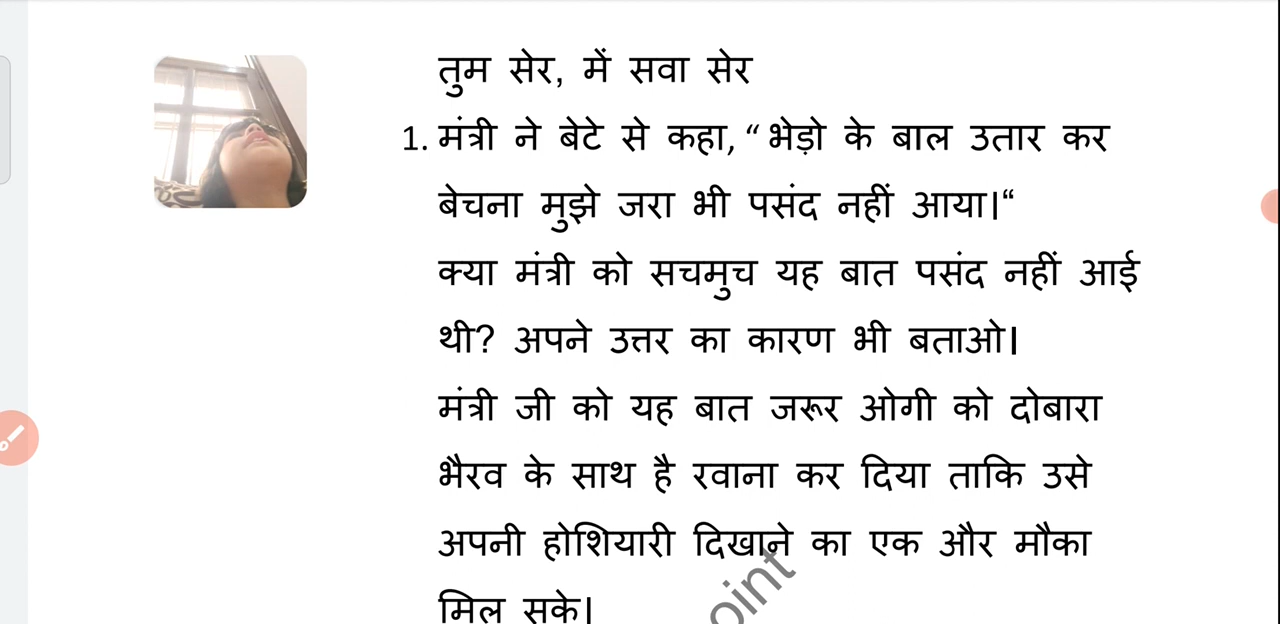 तुम सेर, में सवा सेर
1. मंत्री ने बेटे से कहा, “ भेड़ो के बाल उतार कर
बेचना मुझे जरा भी पसंद नहीं आया।“
क्या मंत्री को सचमुच यह बात पसंद नहीं आई
थी? अपने उत्तर का कारण भी बताओ।
मंत्री जी को यह बात जरूर ओगी को दोबारा
भैरव के साथ है रवाना कर दिया ताकि उसे
अपनी होशियारी दिखाने का एक और मौका
मिल सके।
oint